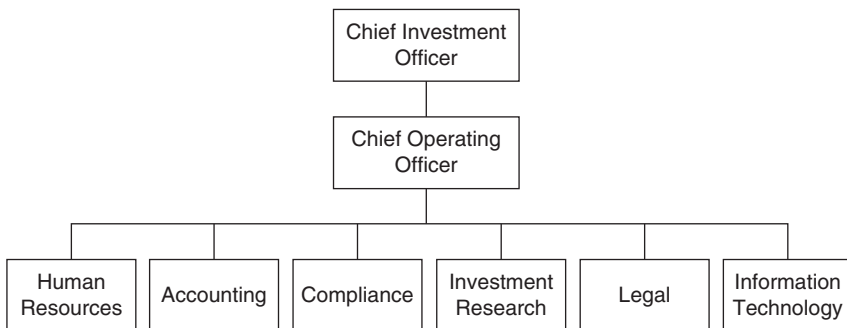 Chief Investment
Officer
Chief Operating
Officer
Human
Resources
Accounting
Compliance
Investment
Research
Legal
Information
Technology